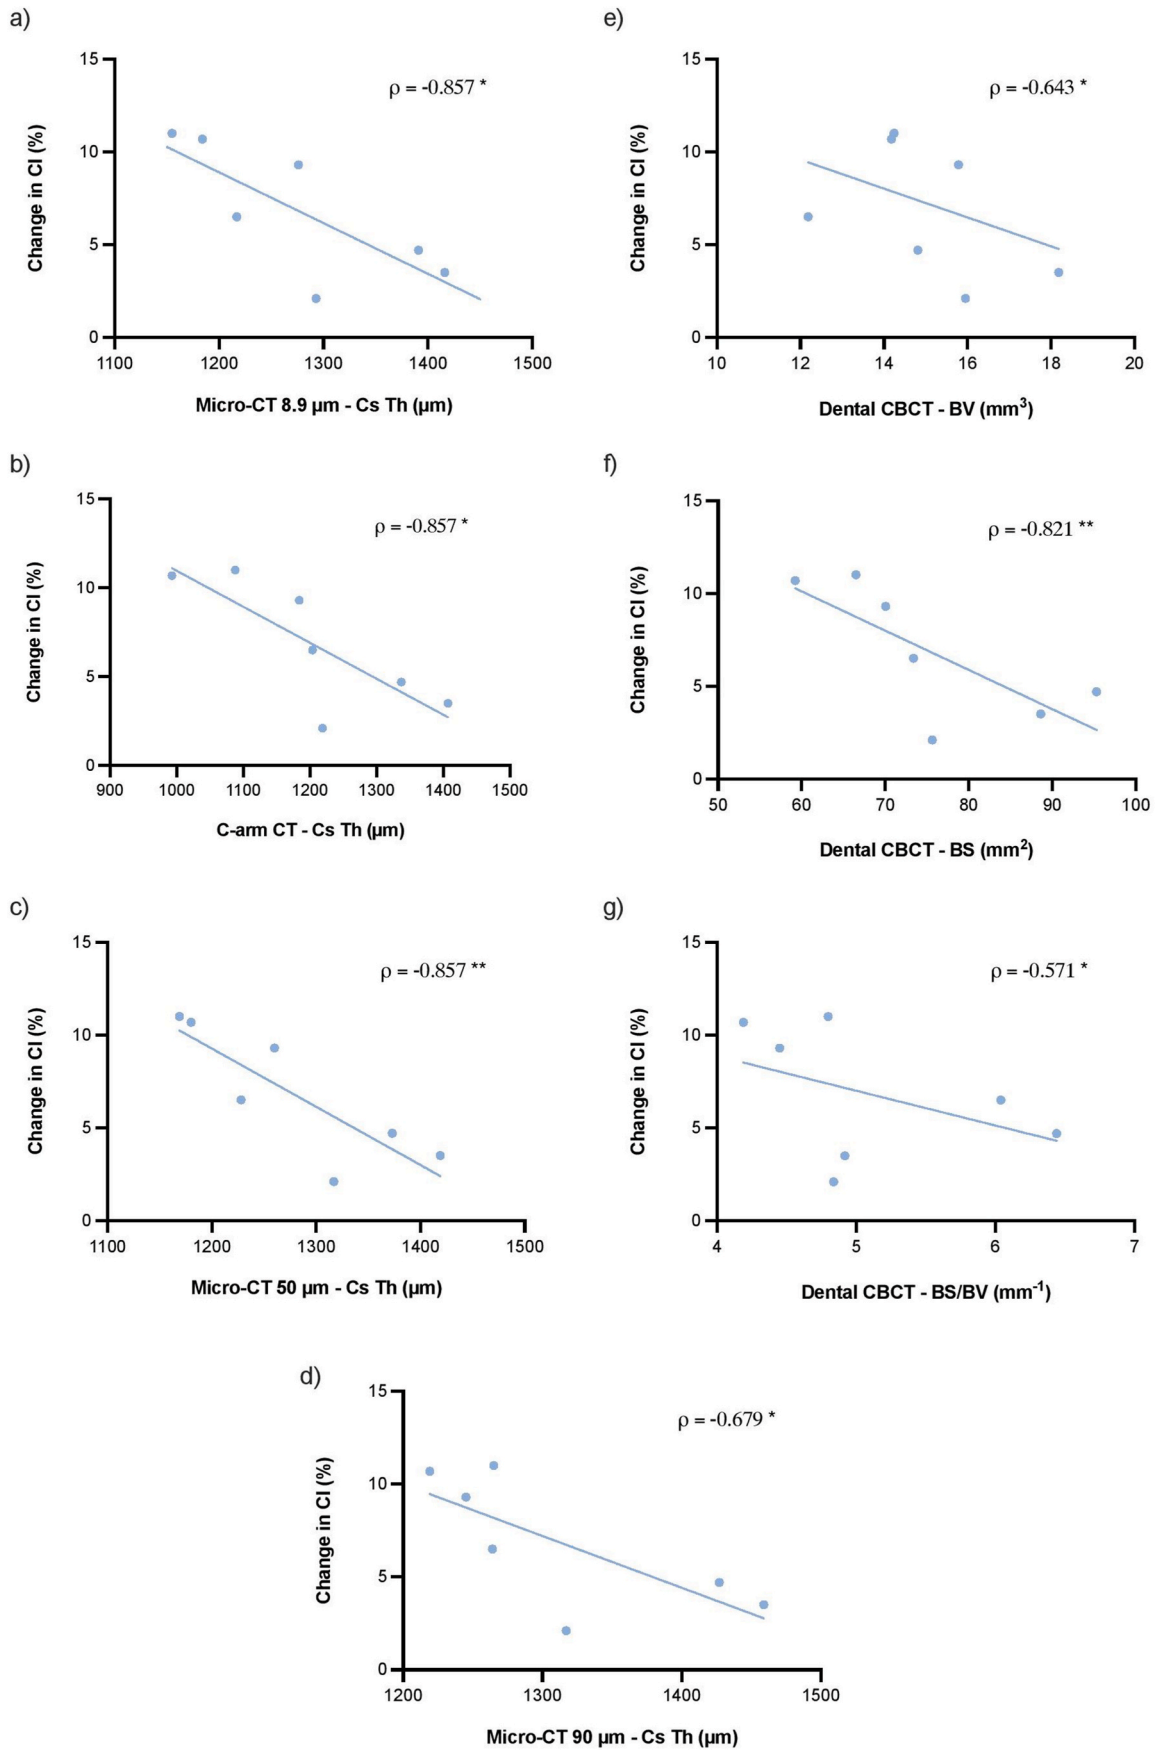 a)
15
10
5
0
Change in CI (%)
ρ = -0.857 *
1100 1200 1300 1400 1500
Micro-CT 8.9 µm - Cs Th (µm)
e)
15
10
5
0
Change in CI (%)
ρ = -0.643 *
10 12 14 16 18 20
Dental CBCT - BV (mm³)
b)
15
10
5
0
Change in CI (%)
ρ = -0.857 *
900 1000 1100 1200 1300 1400 1500
C-arm CT - Cs Th (µm)
f)
15
10
5
0
Change in CI (%)
ρ = -0.821 **
50 60 70 80 90 100
Dental CBCT - BS (mm²)
c)
15
10
5
0
Change in CI (%)
ρ = -0.857 **
1100 1200 1300 1400 1500
Micro-CT 50 µm - Cs Th (µm)
g)
15
10
5
0
Change in CI (%)
ρ = -0.571 *
4 5 6 7
Dental CBCT - BS/BV (mm⁻¹)
d)
15
10
5
0
Change in CI (%)
ρ = -0.679 *
1200 1300 1400 1500
Micro-CT 90 µm - Cs Th (µm)